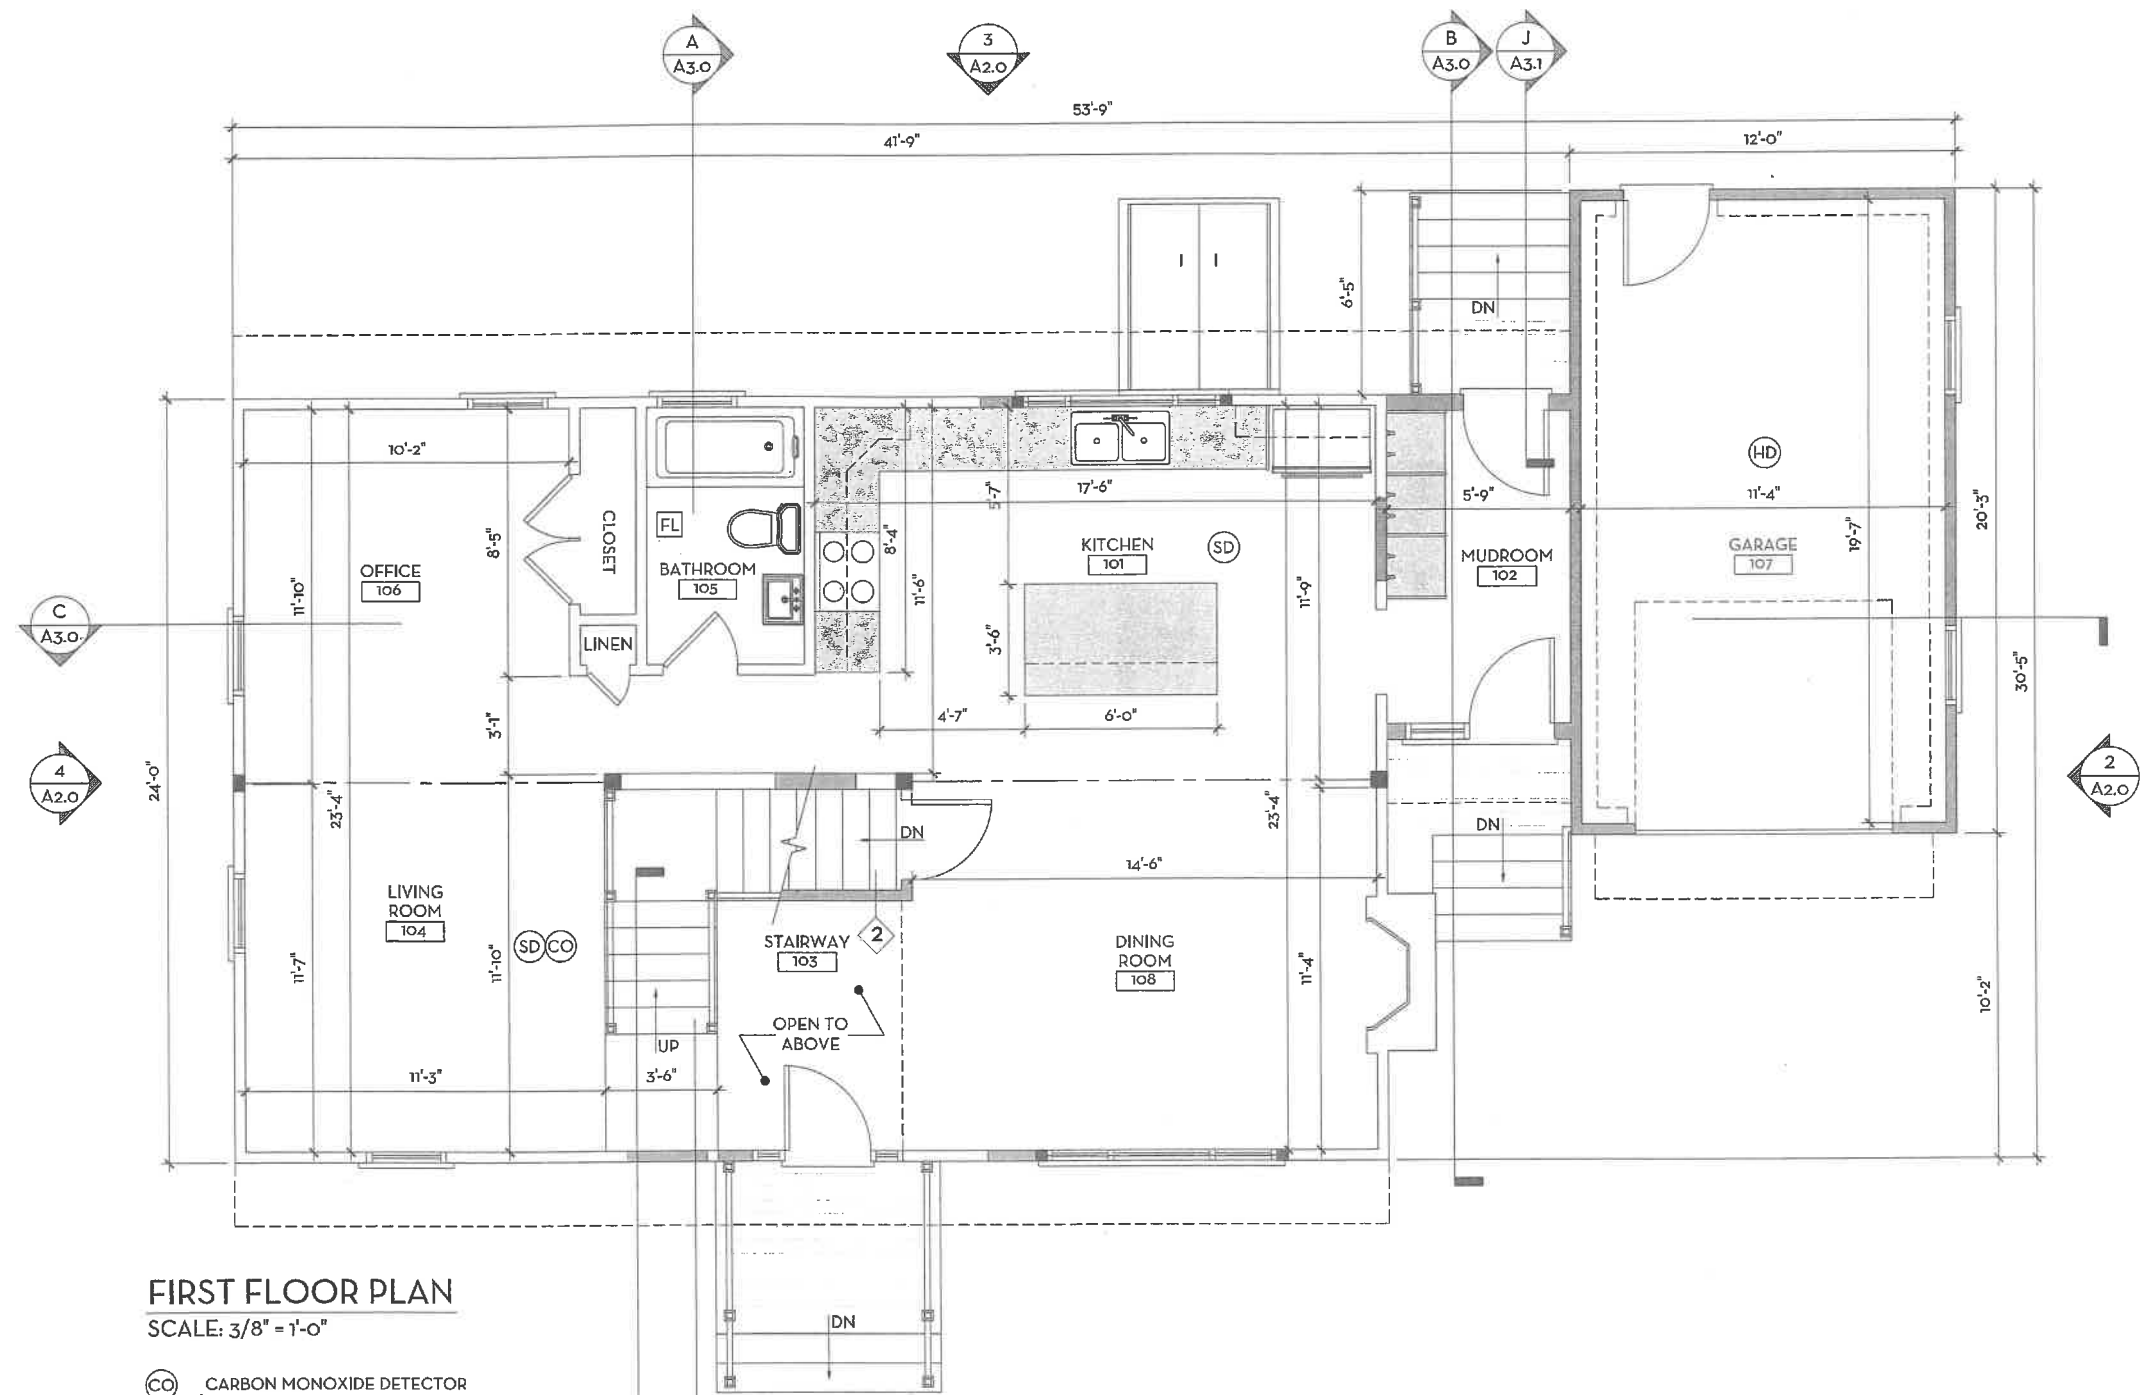 A
A3.0
3
A2.0
B
A3.0
J
A3.1
53'-9"
41'-9"
12'-0"
6'-5"
DN
10'-2"
17'-6"
5'-7"
5'-9"
11'-4"
HD
20'-3"
19'-7"
8'-5"
CLOSET
FL
8'-4"
KITCHEN
101
SD
MUDROOM
102
GARAGE
107
OFFICE
106
BATHROOM
105
11'-10"
11'-6"
11'-9"
C
A3.0
LINEN
3'-6"
30'-5"
3'-1"
4'-7"
6'-0"
4
A2.0
24'-0"
23'-4"
2
A2.0
23'-4"
DN
DN
14'-6"
LIVING
ROOM
104
SD
CO
STAIRWAY
103
2
DINING
ROOM
108
11'-7"
11'-10"
11'-4"
10'-2"
OPEN TO
ABOVE
UP
11'-3"
3'-6"
FIRST FLOOR PLAN
SCALE: 3/8" = 1'-0"
DN
CO CARBON MONOXIDE DETECTOR